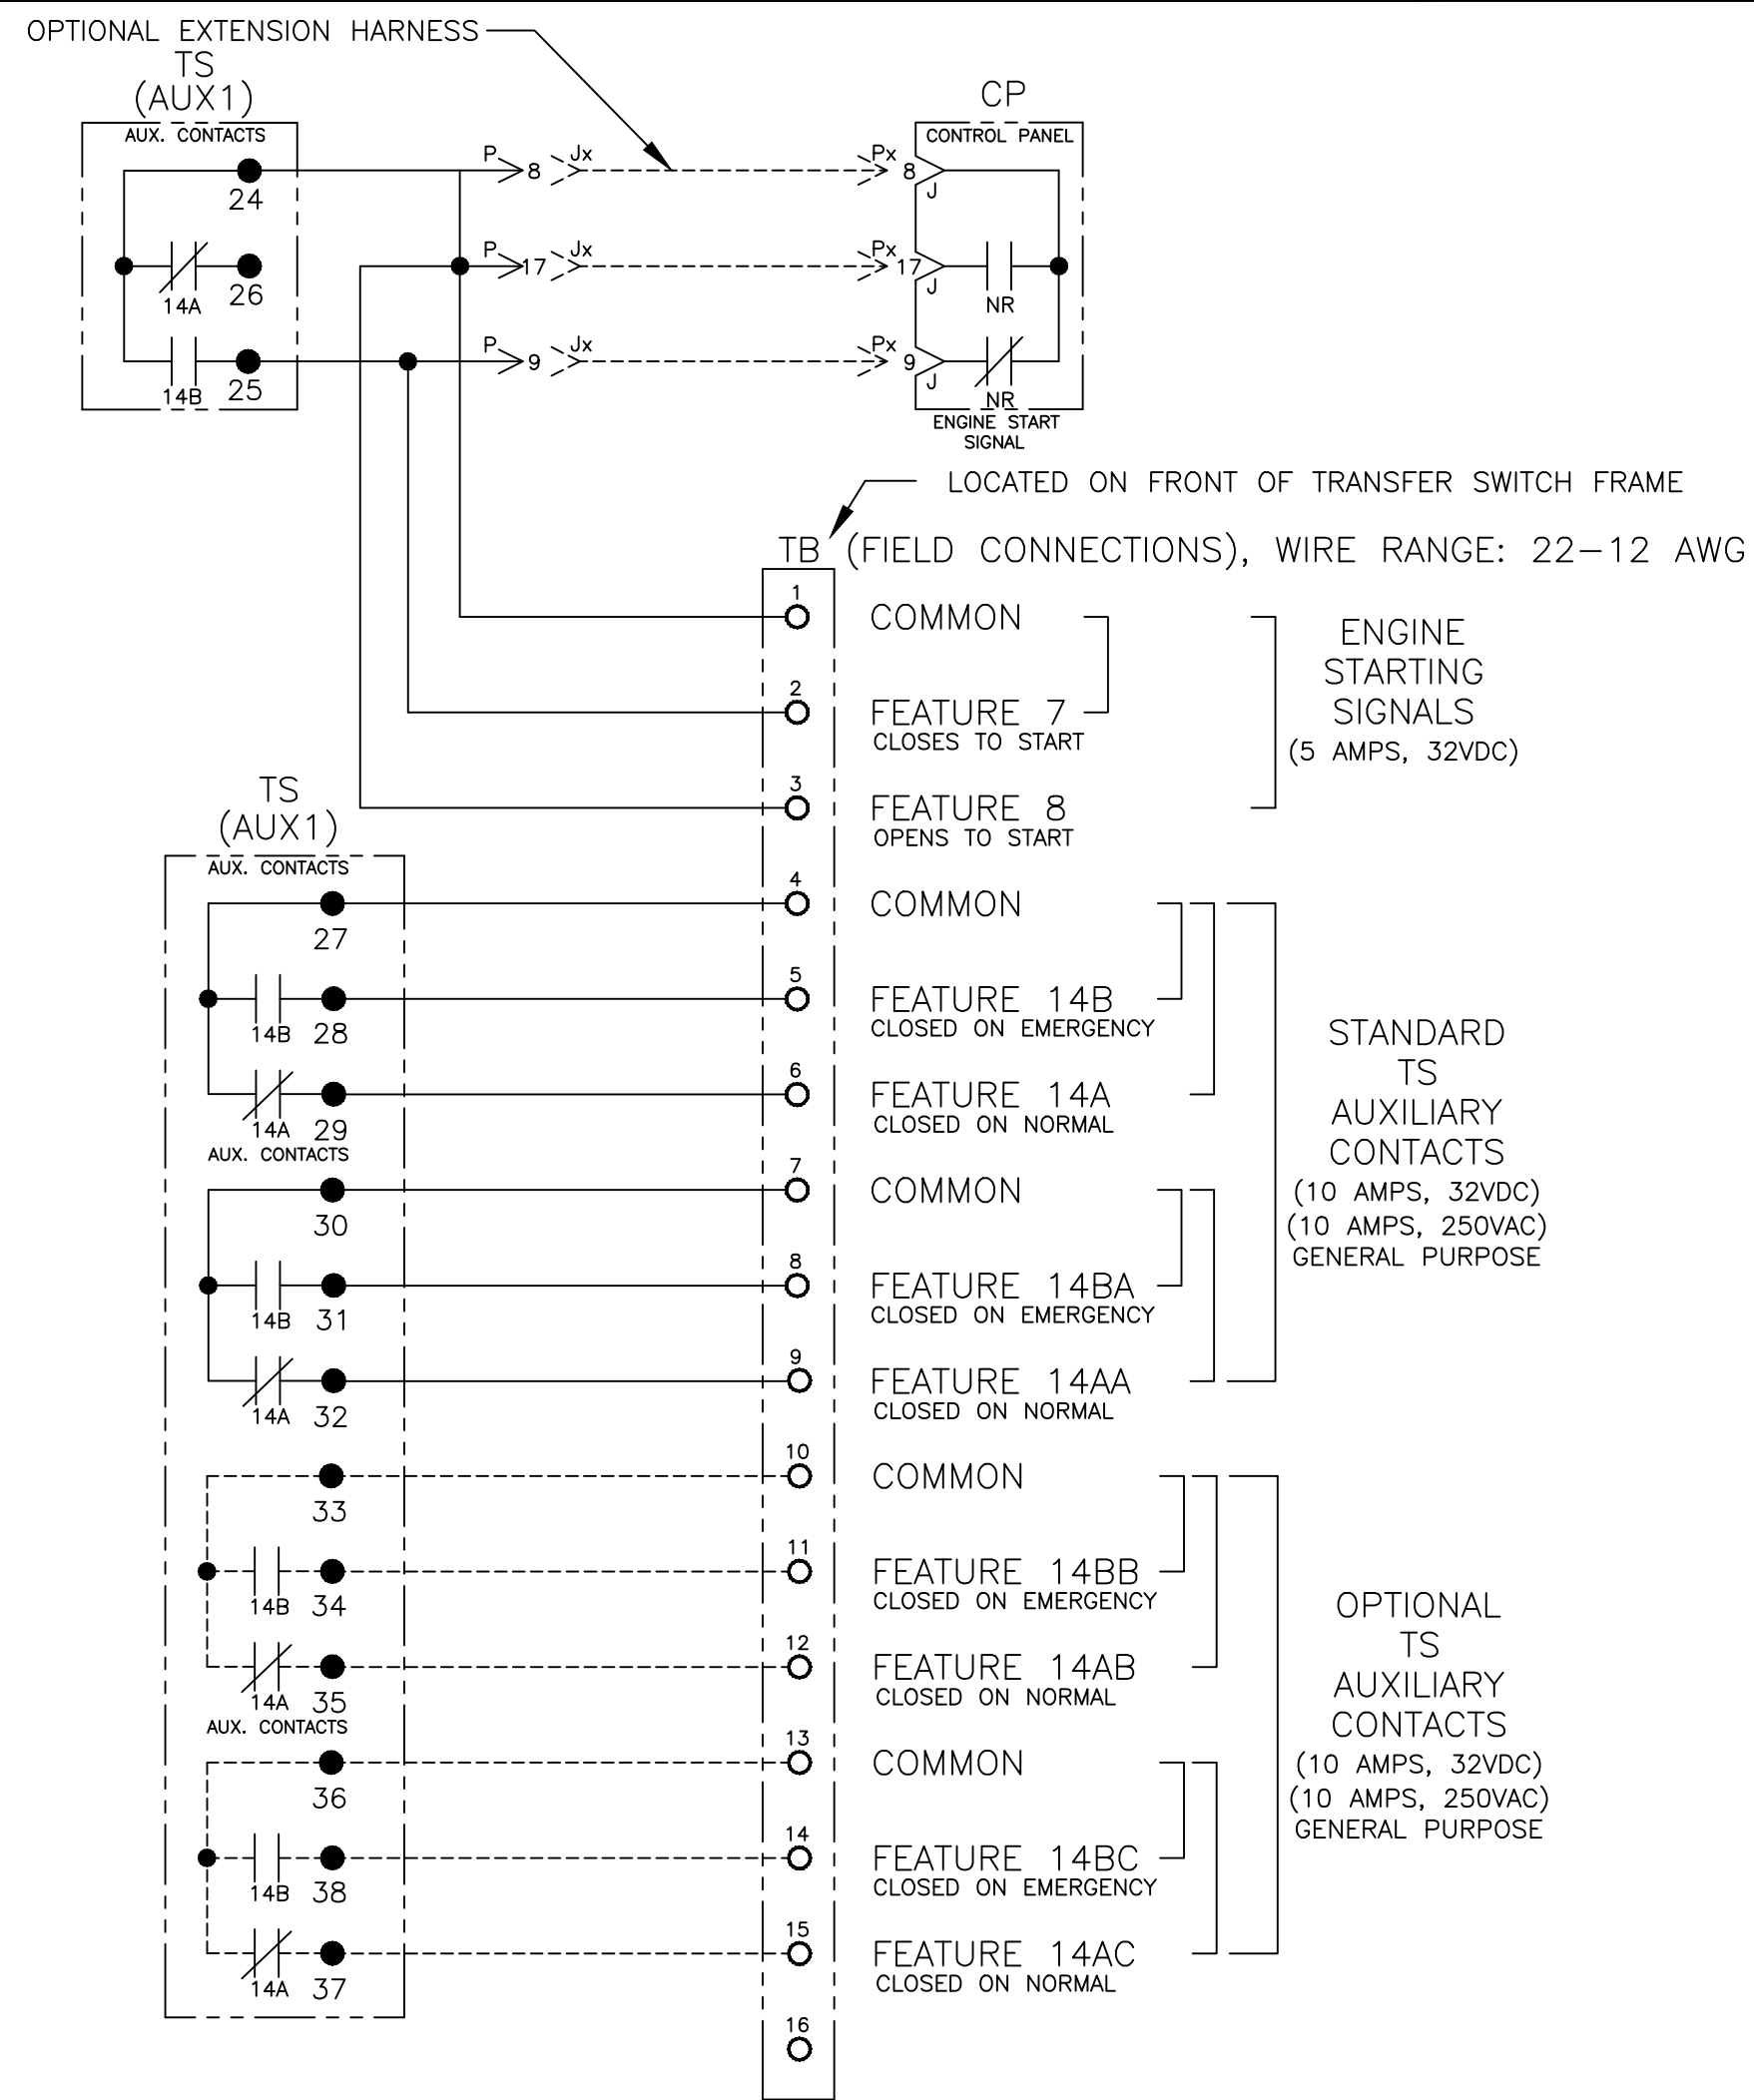 OPTIONAL EXTENSION HARNESS
TS
(AUX1)
AUX. CONTACTS
24
14A
26
14B
25
P
8
Jx
Px
8
J
P
17
Jx
Px
17
J
P
9
Jx
Px
9
J
CP
CONTROL PANEL
NR
NR
ENGINE START
SIGNAL
LOCATED ON FRONT OF TRANSFER SWITCH FRAME
TB (FIELD CONNECTIONS), WIRE RANGE: 22-12 AWG
1
COMMON
2
FEATURE 7
CLOSES TO START
3
FEATURE 8
OPENS TO START
ENGINE
STARTING
SIGNALS
(5 AMPS, 32VDC)
TS
(AUX1)
AUX. CONTACTS
27
4
COMMON
14B
28
5
FEATURE 14B
CLOSED ON EMERGENCY
14A
29
6
FEATURE 14A
CLOSED ON NORMAL
AUX. CONTACTS
30
7
COMMON
14B
31
8
FEATURE 14BA
CLOSED ON EMERGENCY
14A
32
9
FEATURE 14AA
CLOSED ON NORMAL
STANDARD
TS
AUXILIARY
CONTACTS
(10 AMPS, 32VDC)
(10 AMPS, 250VAC)
GENERAL PURPOSE
33
10
COMMON
14B
34
11
FEATURE 14BB
CLOSED ON EMERGENCY
14A
35
12
FEATURE 14AB
CLOSED ON NORMAL
AUX. CONTACTS
36
13
COMMON
14B
38
14
FEATURE 14BC
CLOSED ON EMERGENCY
14A
37
15
FEATURE 14AC
CLOSED ON NORMAL
16
OPTIONAL
TS
AUXILIARY
CONTACTS
(10 AMPS, 32VDC)
(10 AMPS, 250VAC)
GENERAL PURPOSE